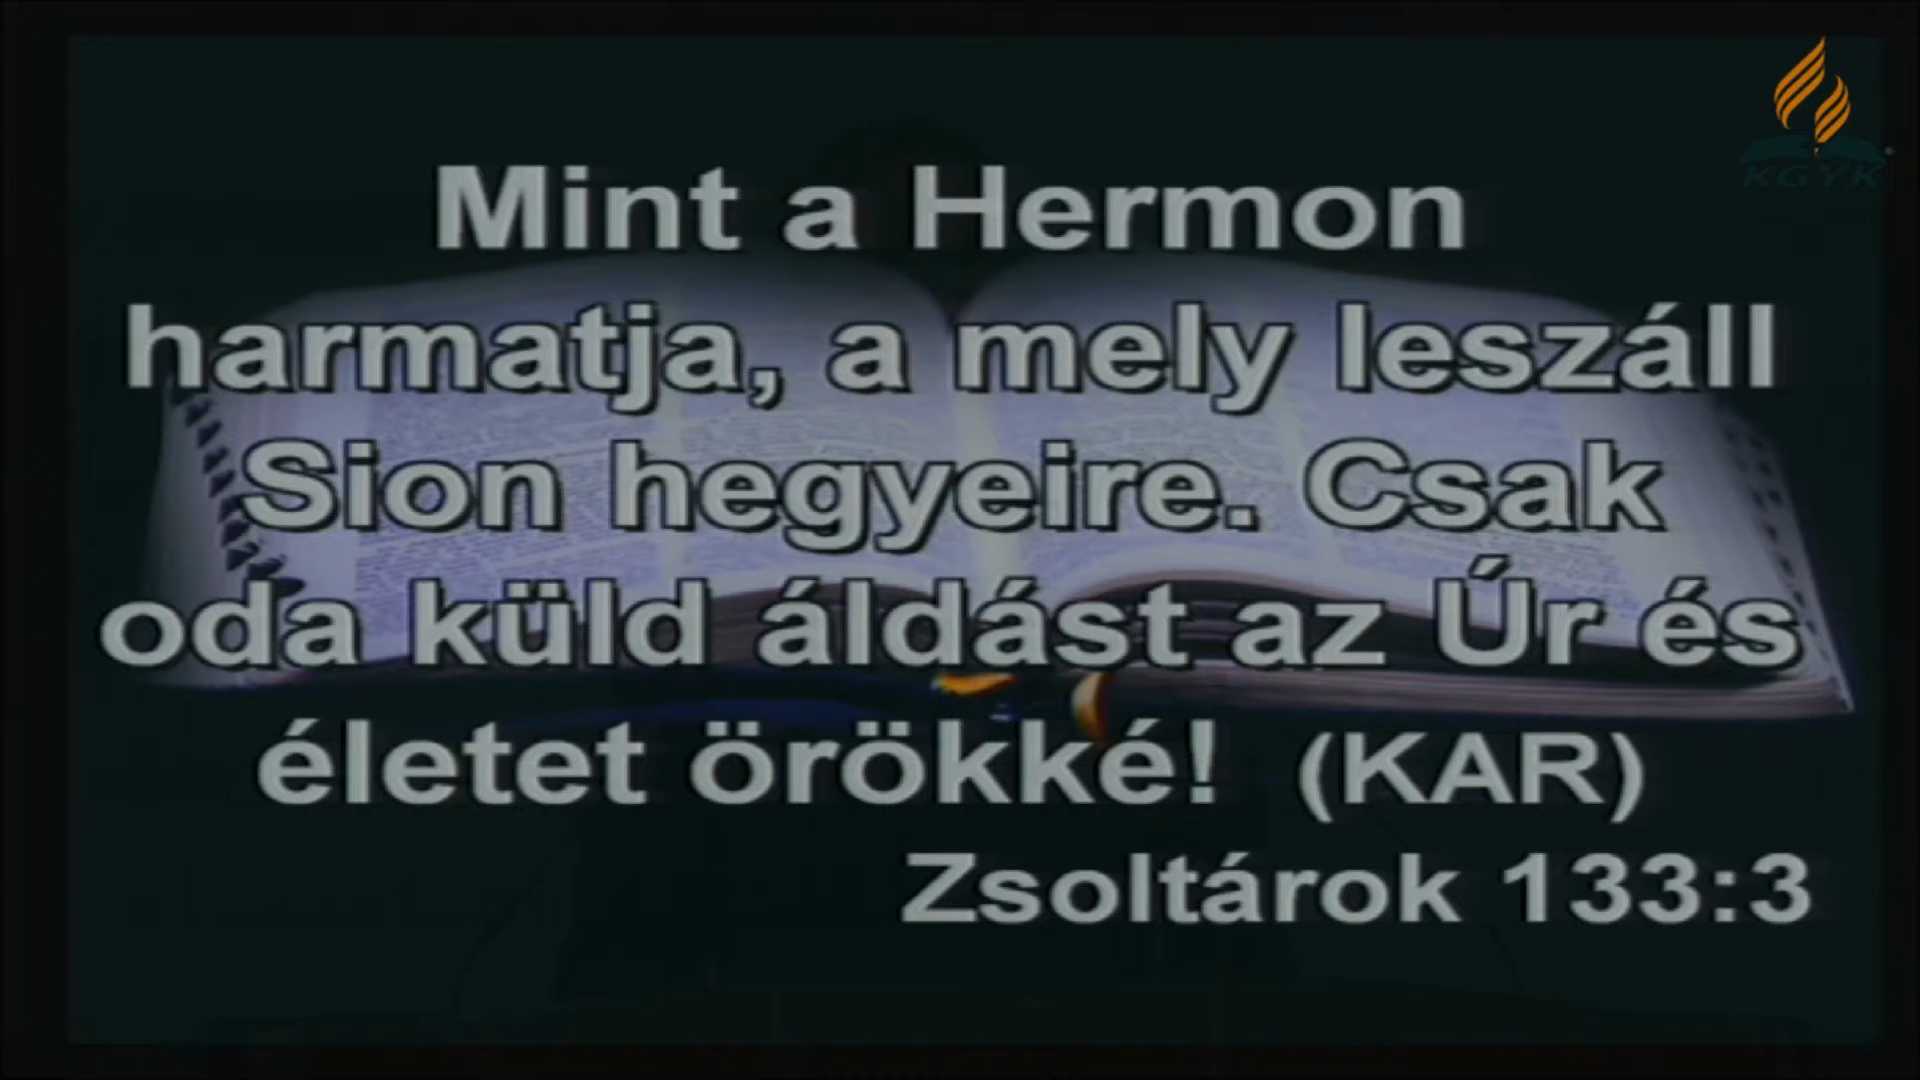 KGYK
Mint a Hermon
harmatja, a mely leszáll
Sion hegyeire. Csak
oda küld áldást az Úr és
életet örökké! (KAR)
Zsoltárok 133:3